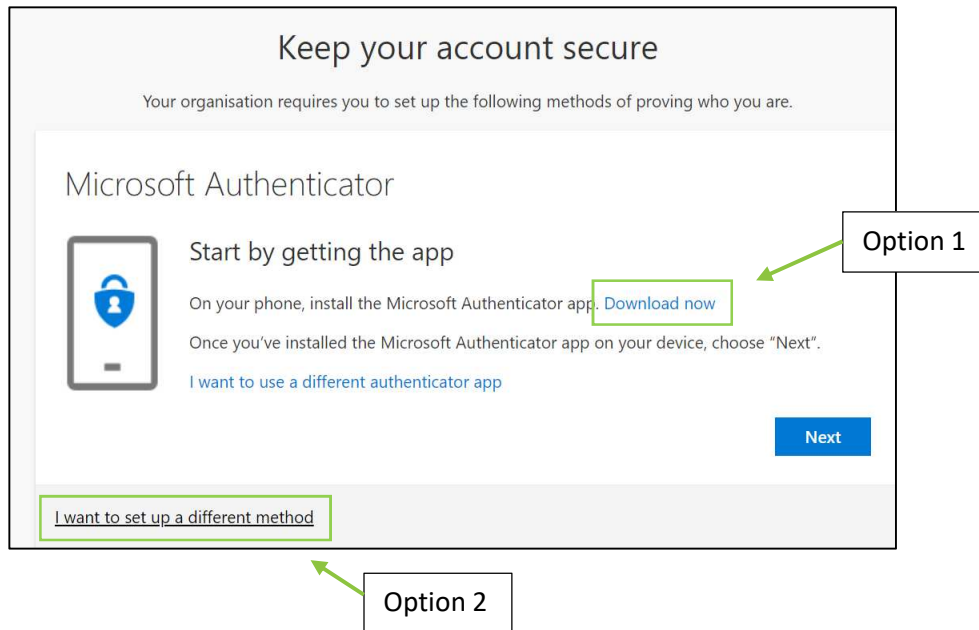 Keep your account secure
Your organisation requires you to set up the following methods of proving who you are.
Microsoft Authenticator
Start by getting the app
Option 1
On your phone, install the Microsoft Authenticator app. Download now
Once you've installed the Microsoft Authenticator app on your device, choose "Next".
I want to use a different authenticator app
Next
I want to set up a different method
Option 2